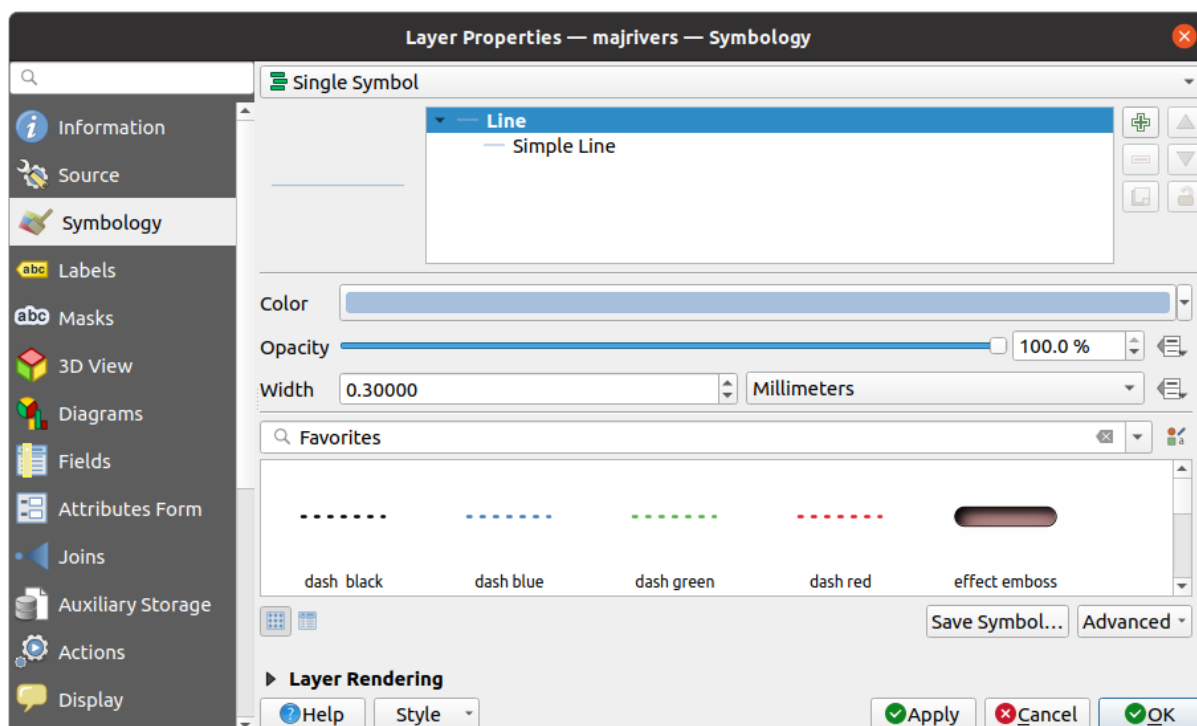 Layer Properties — majrivers — Symbology
Information
Source
Symbology
abc Labels
abc Masks
3D View
Diagrams
Fields
Attributes Form
Joins
Auxiliary Storage
Actions
Display
Single Symbol
Line
Simple Line
Color
Opacity
100.0 %
Width
0.30000
Millimeters
Favorites
dash black
dash blue
dash green
dash red
effect emboss
Save Symbol...
Advanced
Layer Rendering
Help
Style
Apply
Cancel
OK